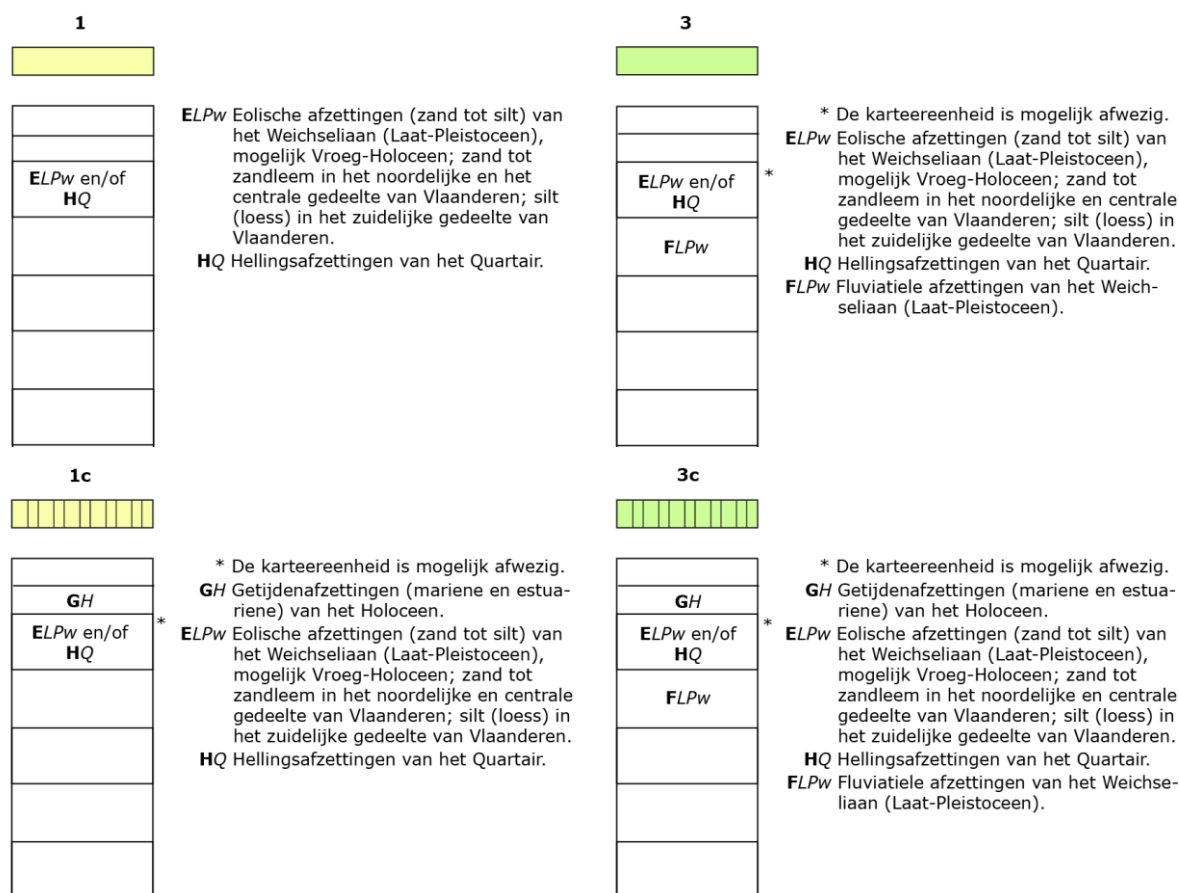 1
ELPw en/of
HQ
ELPw Eolische afzettingen (zand tot silt) van
het Weichseliaan (Laat-Pleistoceen),
mogelijk Vroeg-Holoceen; zand tot
zandleem in het noordelijke en het
centrale gedeelte van Vlaanderen; silt
(loess) in het zuidelijke gedeelte van
Vlaanderen.
HQ Hellingsafzettingen van het Quartair.
3
ELPw en/of
HQ
*
FLPw
* De karteereenheid is mogelijk afwezig.
ELPw Eolische afzettingen (zand tot silt) van
het Weichseliaan (Laat-Pleistoceen),
mogelijk Vroeg-Holoceen; zand tot
zandleem in het noordelijke en centrale
gedeelte van Vlaanderen; silt (loess) in
het zuidelijke gedeelte van Vlaanderen.
HQ Hellingsafzettingen van het Quartair.
FLPw Fluviatiele afzettingen van het Weich-
seliaan (Laat-Pleistoceen).
1c
GH
ELPw en/of
HQ
*
* De karteereenheid is mogelijk afwezig.
GH Getijdenafzettingen (mariene en estua-
riene) van het Holoceen.
ELPw Eolische afzettingen (zand tot silt) van
het Weichseliaan (Laat-Pleistoceen),
mogelijk Vroeg-Holoceen; zand tot
zandleem in het noordelijke en centrale
gedeelte van Vlaanderen; silt (loess) in
het zuidelijke gedeelte van Vlaanderen.
HQ Hellingsafzettingen van het Quartair.
3c
GH
ELPw en/of
HQ
*
FLPw
* De karteereenheid is mogelijk afwezig.
GH Getijdenafzettingen (mariene en estua-
riene) van het Holoceen.
ELPw Eolische afzettingen (zand tot silt) van
het Weichseliaan (Laat-Pleistoceen),
mogelijk Vroeg-Holoceen; zand tot
zandleem in het noordelijke en centrale
gedeelte van Vlaanderen; silt (loess) in
het zuidelijke gedeelte van Vlaanderen.
HQ Hellingsafzettingen van het Quartair.
FLPw Fluviatiele afzettingen van het Weichse-
liaan (Laat-Pleistoceen).